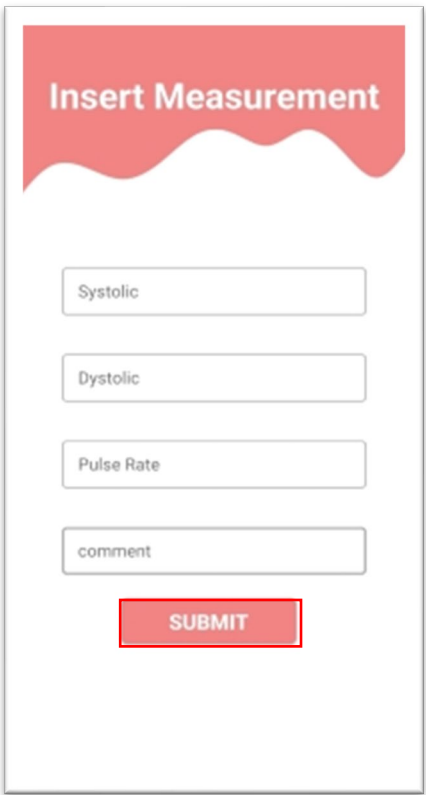 Insert Measurement
Systolic
Dystolic
Pulse Rate
comment
SUBMIT